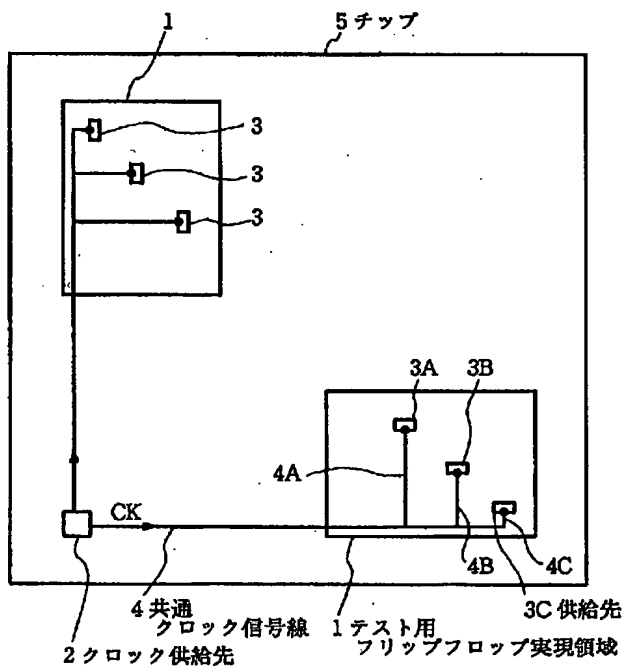 1
5 チップ
3
3
3
3A
3B
4A
CK
4B
4C
4 共通
クロック信号線
2 クロック供給先
1 テスト用
フリップフロップ実現領域
3C 供給先